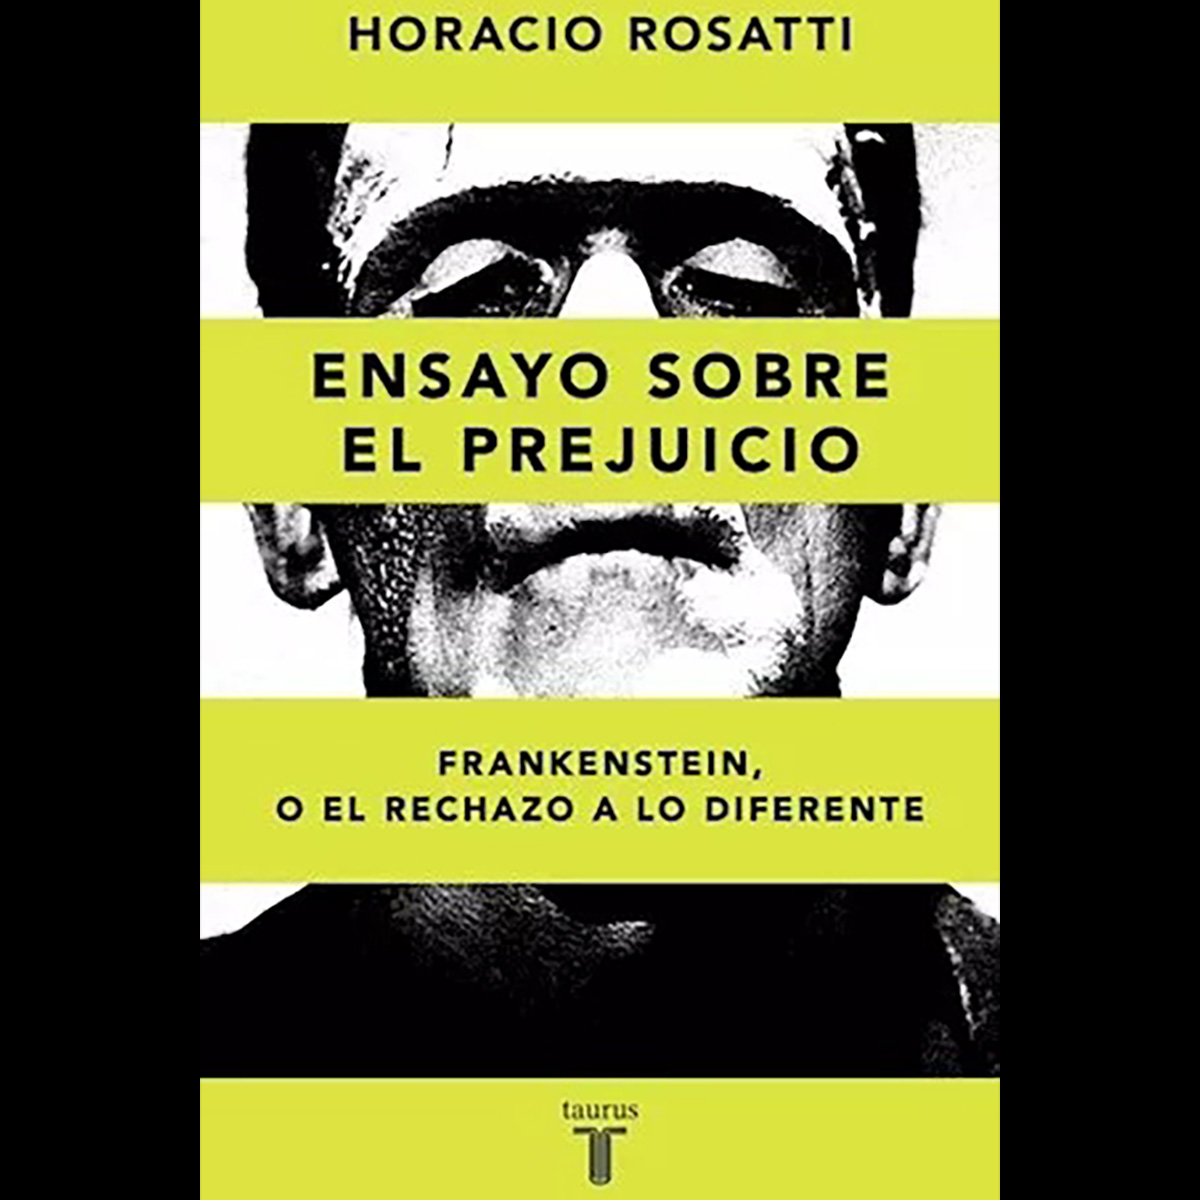 HORACIO ROSATTI
ENSAYO SOBRE
EL PREJUICIO
FRANKENSTEIN,
O EL RECHAZO A LO DIFERENTE
taurus